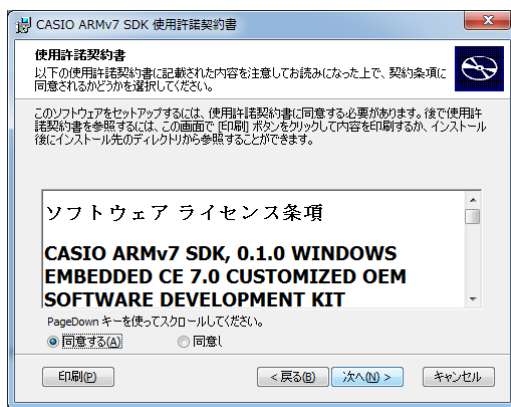 CASIO ARMv7 SDK 使用許諾契約書
使用許諾契約書
以下の使用許諾契約書に記載された内容を注意してお読みになった上で、契約条項に
同意されるかどうかを選択してください。
このソフトウェアをセットアップするには、使用許諾契約書に同意する必要があります。後で使用許
諾契約書を参照するには、この画面で [印刷] ボタンをクリックして内容を印刷するか、インストール
後にインストール先のディレクトリから参照することができます。
ソフトウェア ライセンス条項
CASIO ARMv7 SDK, 0.1.0 WINDOWS
EMBEDDED CE 7.0 CUSTOMIZED OEM
SOFTWARE DEVELOPMENT KIT
PageDown キーを使ってスクロールしてください。
同意する(A) 同意し
印刷(P) < 戻る(B) 次へ(N) > キャンセル